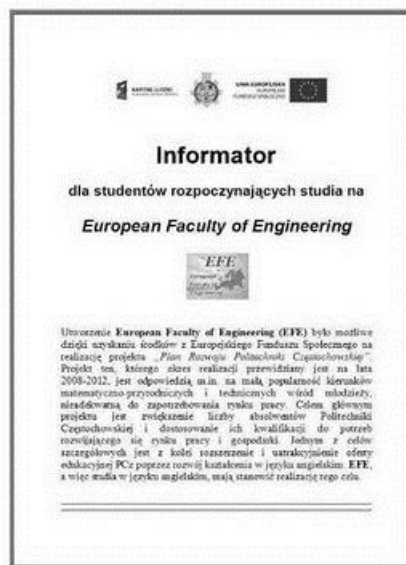 KAPITAŁ LUDZKI
UNIA EUROPEJSKA
EUROPEJSKI
FUNDUSZ SPOŁECZNY
Informator
dla studentów rozpoczynających studia na
European Faculty of Engineering
EFE
Utworzenie European Faculty of Engineering (EFE) było możliwe
dzięki uzyskaniu środków z Europejskiego Funduszu Społecznego na
realizację projektu „Plan Rozwoju Politechniki Częstochowskiej”.
Projekt ten, którego okres realizacji przewidziany jest na lata
2008-2012, jest odpowiedzią m.in. na małą popularność kierunków
matematyczno-przyrodniczych i technicznych wśród młodzieży,
nieadekwatną do zapotrzebowania rynku pracy. Celem głównym
projektu jest zwiększenie liczby absolwentów Politechniki
Częstochowskiej i dostosowanie ich kwalifikacji do potrzeb
rozwijającego się rynku pracy i gospodarki. Jednym z celów
szczegółowych jest z kolei rozszerzenie i uatrakcyjnienie oferty
edukacyjnej PCz poprzez rozwój kształcenia w języku angielskim. EFE,
a więc studia w języku angielskim, mają stanowić realizację tego celu.